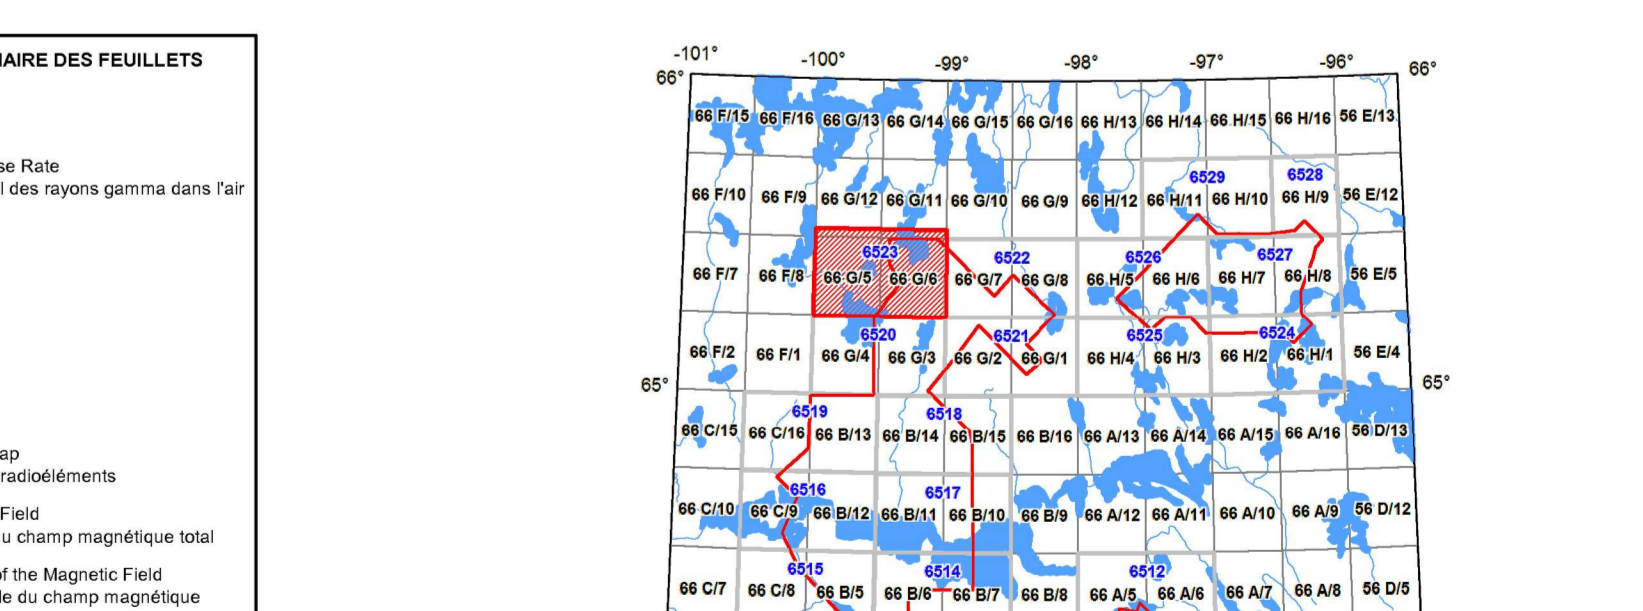 AIRE DES FEUILLETS
se Rate
l des rayons gamma dans l'air
ap
radioéléments
Field
u champ magnétique total
of the Magnetic Field
le du champ magnétique
-101° -100° -99° -98° -97° -96°
66° 66°
66 F/15 66 F/16 66 G/13 66 G/14 66 G/15 66 G/16 66 H/13 66 H/14 66 H/15 66 H/16 56 E/13
6529 6528
66 F/10 66 F/9 66 G/12 66 G/11 66 G/10 66 G/9 66 H/12 66 H/11 66 H/10 66 H/9 56 E/12
6523 6522 6526 6527
66 F/7 66 F/8 66 G/5 66 G/6 66 G/7 66 G/8 66 H/5 66 H/6 66 H/7 66 H/8 56 E/5
6520 6521 6525 6524
66 F/2 66 F/1 66 G/4 66 G/3 66 G/2 66 G/1 66 H/4 66 H/3 66 H/2 66 H/1 56 E/4
65° 65°
6519 6518
66 C/15 66 C/16 66 B/13 66 B/14 66 B/15 66 B/16 66 A/13 66 A/14 66 A/15 66 A/16 56 D/13
6516 6517
66 C/10 66 C/9 66 B/12 66 B/11 66 B/10 66 B/9 66 A/12 66 A/11 66 A/10 66 A/9 56 D/12
6515 6514 6512
66 C/7 66 C/8 66 B/5 66 B/6 66 B/7 66 B/8 66 A/5 66 A/6 66 A/7 66 A/8 56 D/5